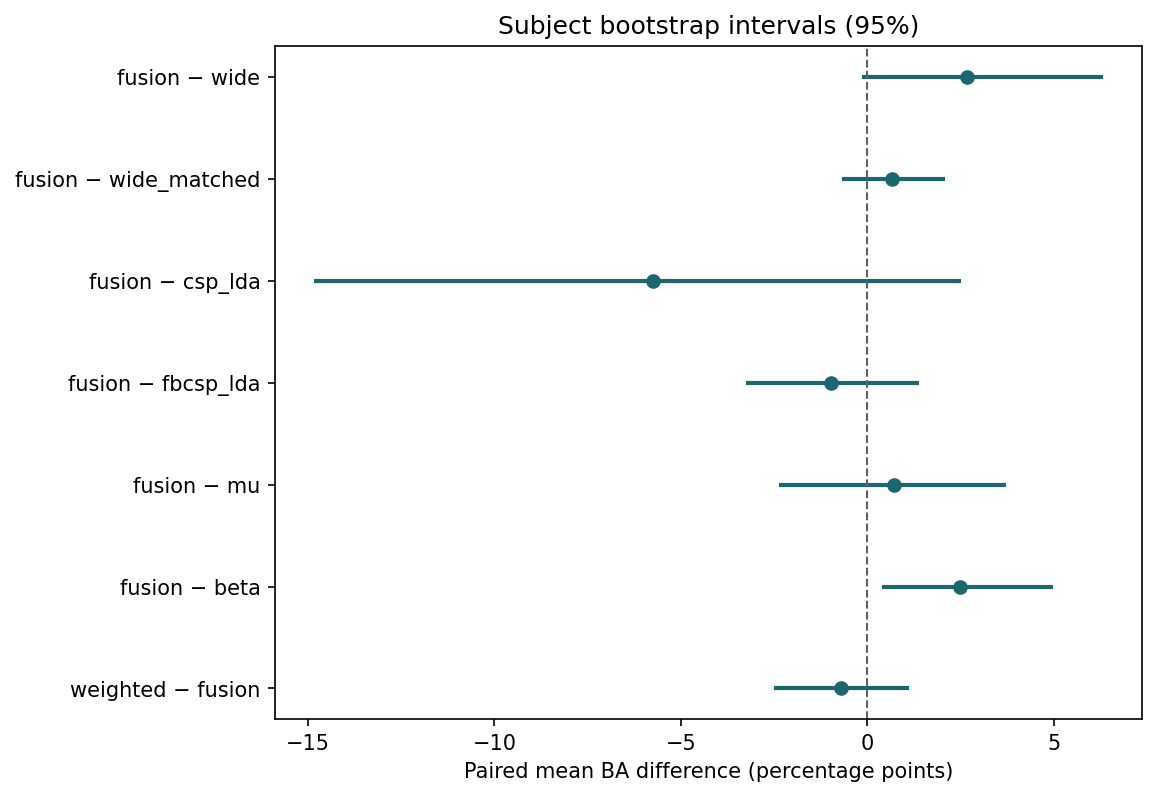 Subject bootstrap intervals (95%)
fusion − wide
fusion − wide_matched
fusion − csp_lda
fusion − fbcsp_lda
fusion − mu
fusion − beta
weighted − fusion
−15 −10 −5 0 5
Paired mean BA difference (percentage points)